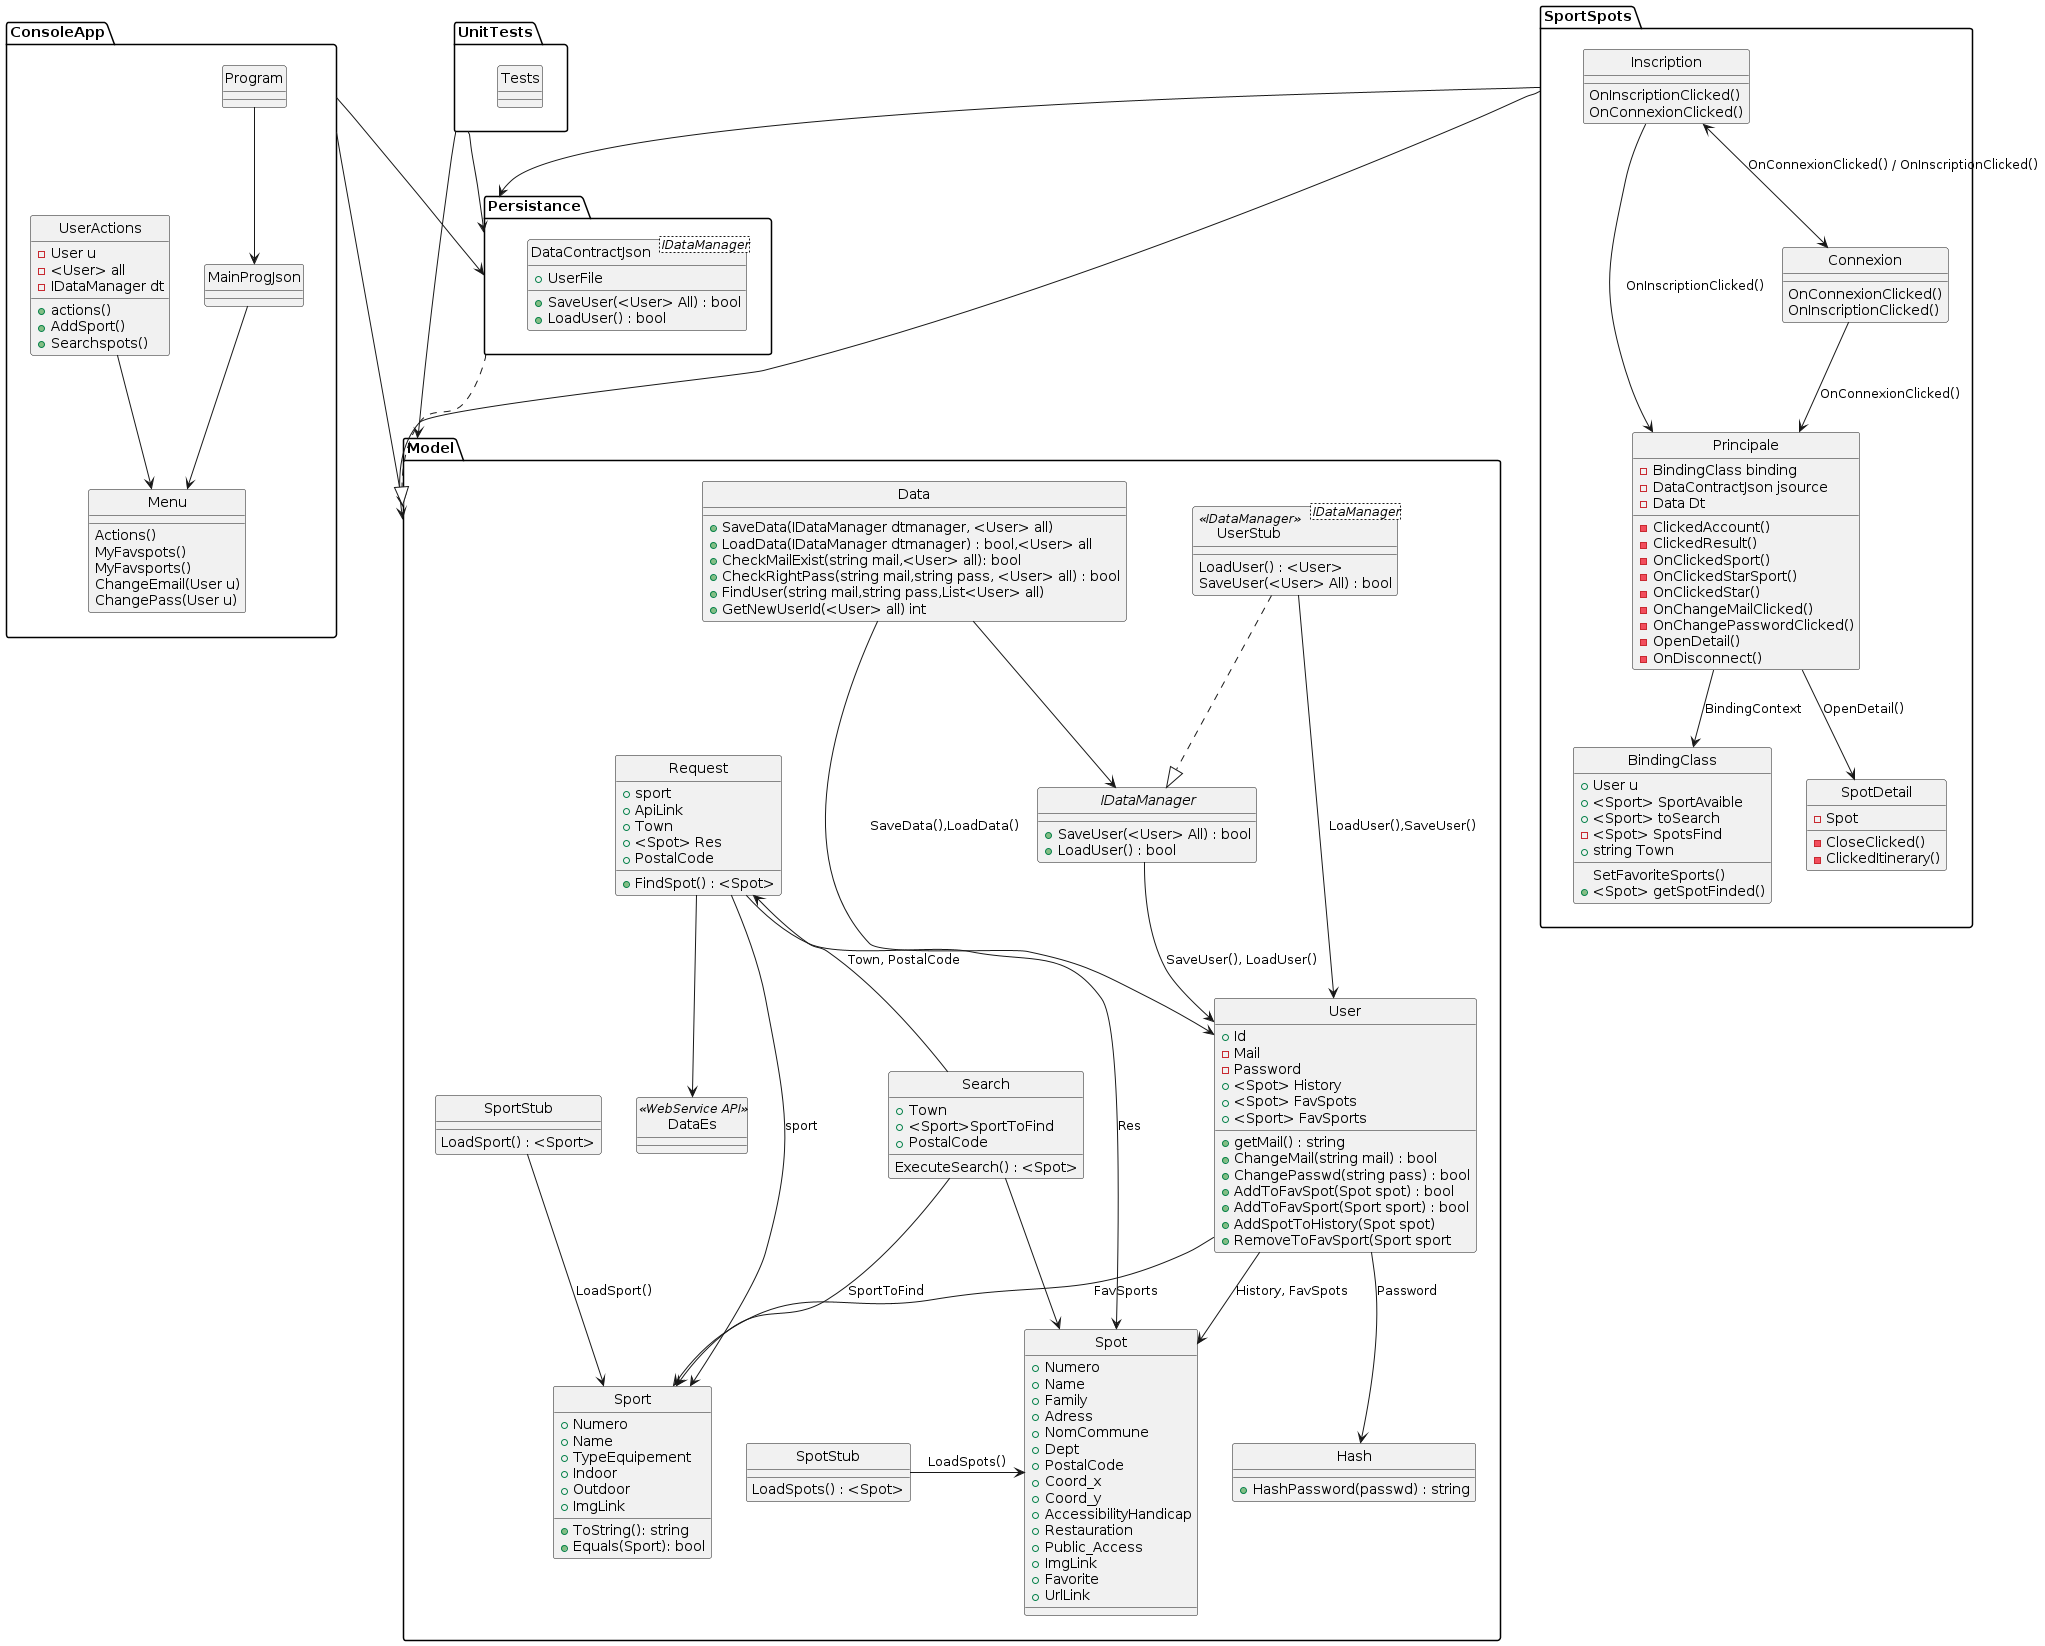 ConsoleApp
Program
UserActions
User u
<User> all
IDataManager dt
actions()
AddSport()
Searchspots()
MainProgJson
Menu
Actions()
MyFavspots()
MyFavsports()
ChangeEmail(User u)
ChangePass(User u)
UnitTests
Tests
Persistance
DataContractJson
IDataManager
UserFile
SaveUser(<User> All) : bool
LoadUser() : bool
SportSpots
Inscription
OnInscriptionClicked()
OnConnexionClicked()
OnConnexionClicked() / OnInscriptionClicked()
Connexion
OnConnexionClicked()
OnInscriptionClicked()
OnInscriptionClicked()
OnConnexionClicked()
Principale
BindingClass binding
DataContractJson jsource
Data Dt
ClickedAccount()
ClickedResult()
OnClickedSport()
OnClickedStarSport()
OnClickedStar()
OnChangeMailClicked()
OnChangePasswordClicked()
OpenDetail()
OnDisconnect()
BindingContext
OpenDetail()
BindingClass
User u
<Sport> SportAvaible
<Sport> toSearch
<Spot> SpotsFind
string Town
SetFavoriteSports()
<Spot> getSpotFinded()
SpotDetail
Spot
CloseClicked()
ClickedItinerary()
Model
Data
SaveData(IDataManager dtmanager, <User> all)
LoadData(IDataManager dtmanager) : bool,<User> all
CheckMailExist(string mail,<User> all): bool
CheckRightPass(string mail,string pass, <User> all) : bool
FindUser(string mail,string pass,List<User> all)
GetNewUserId(<User> all) int
«IDataManager»
UserStub
IDataManager
LoadUser() : <User>
SaveUser(<User> All) : bool
Request
sport
ApiLink
Town
<Spot> Res
PostalCode
FindSpot() : <Spot>
SaveData(),LoadData()
IDataManager
SaveUser(<User> All) : bool
LoadUser() : bool
LoadUser(),SaveUser()
Town, PostalCode
SaveUser(), LoadUser()
User
Id
Mail
Password
<Spot> History
<Spot> FavSpots
<Sport> FavSports
getMail() : string
ChangeMail(string mail) : bool
ChangePasswd(string pass) : bool
AddToFavSpot(Spot spot) : bool
AddToFavSport(Sport sport) : bool
AddSpotToHistory(Spot spot)
RemoveToFavSport(Sport sport
SportStub
LoadSport() : <Sport>
«WebService API»
DataEs
sport
Search
Town
<Sport>SportToFind
PostalCode
ExecuteSearch() : <Spot>
Res
LoadSport()
SportToFind
FavSports
History, FavSpots
Password
Sport
Numero
Name
TypeEquipement
Indoor
Outdoor
ImgLink
ToString(): string
Equals(Sport): bool
SpotStub
LoadSpots() : <Spot>
LoadSpots()
Spot
Numero
Name
Family
Adress
NomCommune
Dept
PostalCode
Coord_x
Coord_y
AccessibilityHandicap
Restauration
Public_Access
ImgLink
Favorite
UrlLink
Hash
HashPassword(passwd) : string